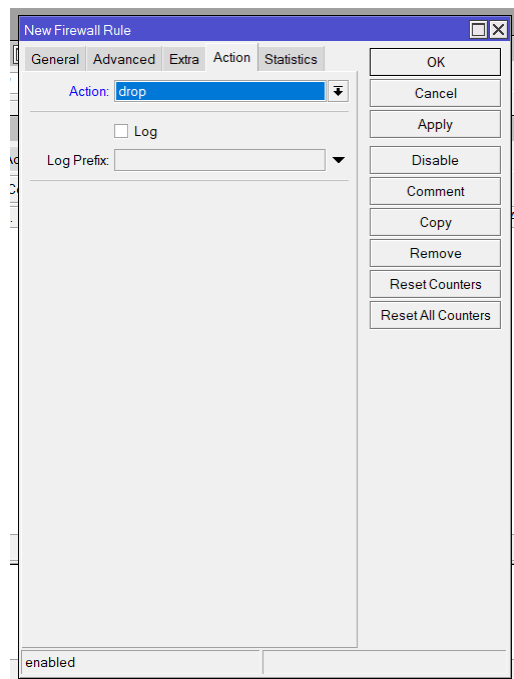 New Firewall Rule
General Advanced Extra Action Statistics
OK
Action: drop
Cancel
Log
Apply
Log Prefix:
Disable
Comment
Copy
Remove
Reset Counters
Reset All Counters
enabled